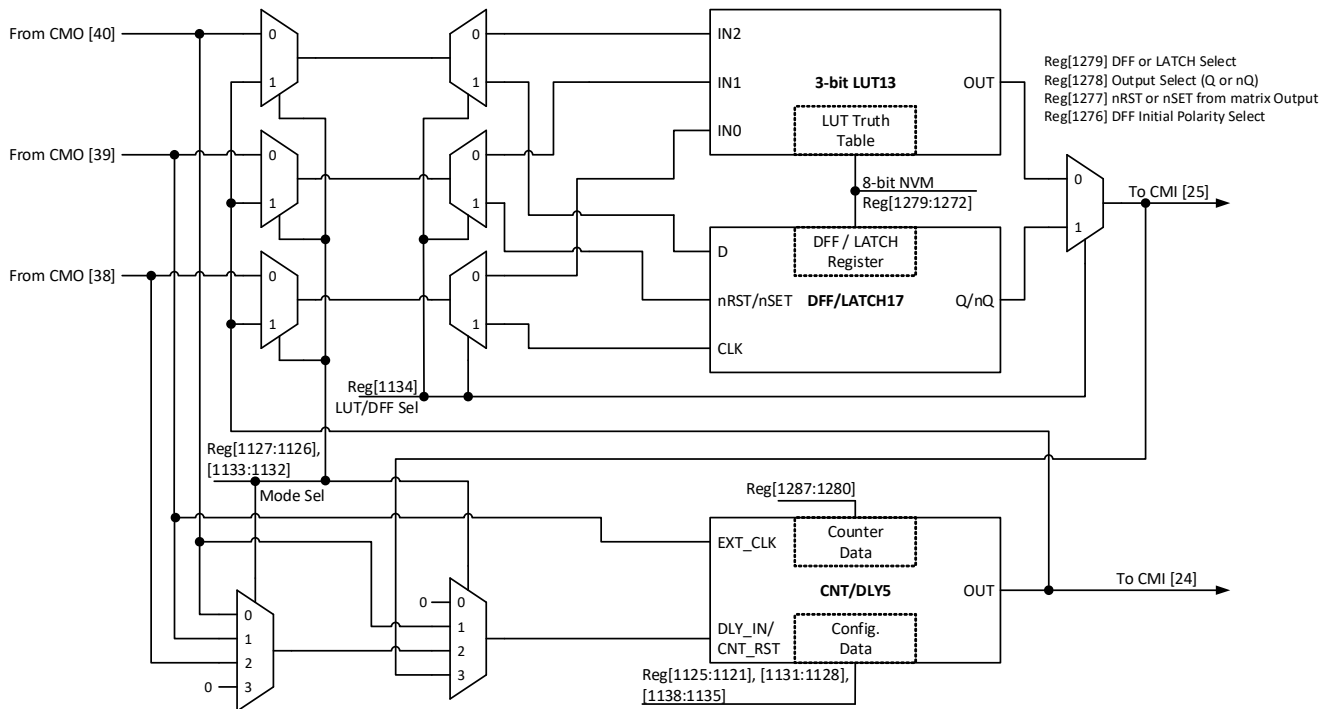 From CMO [40]
0
1
0
1
IN2
IN1
IN0
3-bit LUT13
OUT
LUT Truth
Table
Reg[1279] DFF or LATCH Select
Reg[1278] Output Select (Q or nQ)
Reg[1277] nRST or nSET from matrix Output
Reg[1276] DFF Initial Polarity Select
From CMO [39]
0
1
0
1
8-bit NVM
Reg[1279:1272]
0
1
To CMI [25]
From CMO [38]
0
1
0
1
D
nRST/nSET
CLK
DFF / LATCH
Register
DFF/LATCH17
Q/nQ
Reg[1134]
LUT/DFF Sel
Reg[1127:1126],
[1133:1132]
Mode Sel
Reg[1287:1280]
EXT_CLK
Counter
Data
CNT/DLY5
OUT
To CMI [24]
DLY_IN/
CNT_RST
Config.
Data
0
1
2
0
3
0
0
1
2
3
Reg[1125:1121], [1131:1128],
[1138:1135]